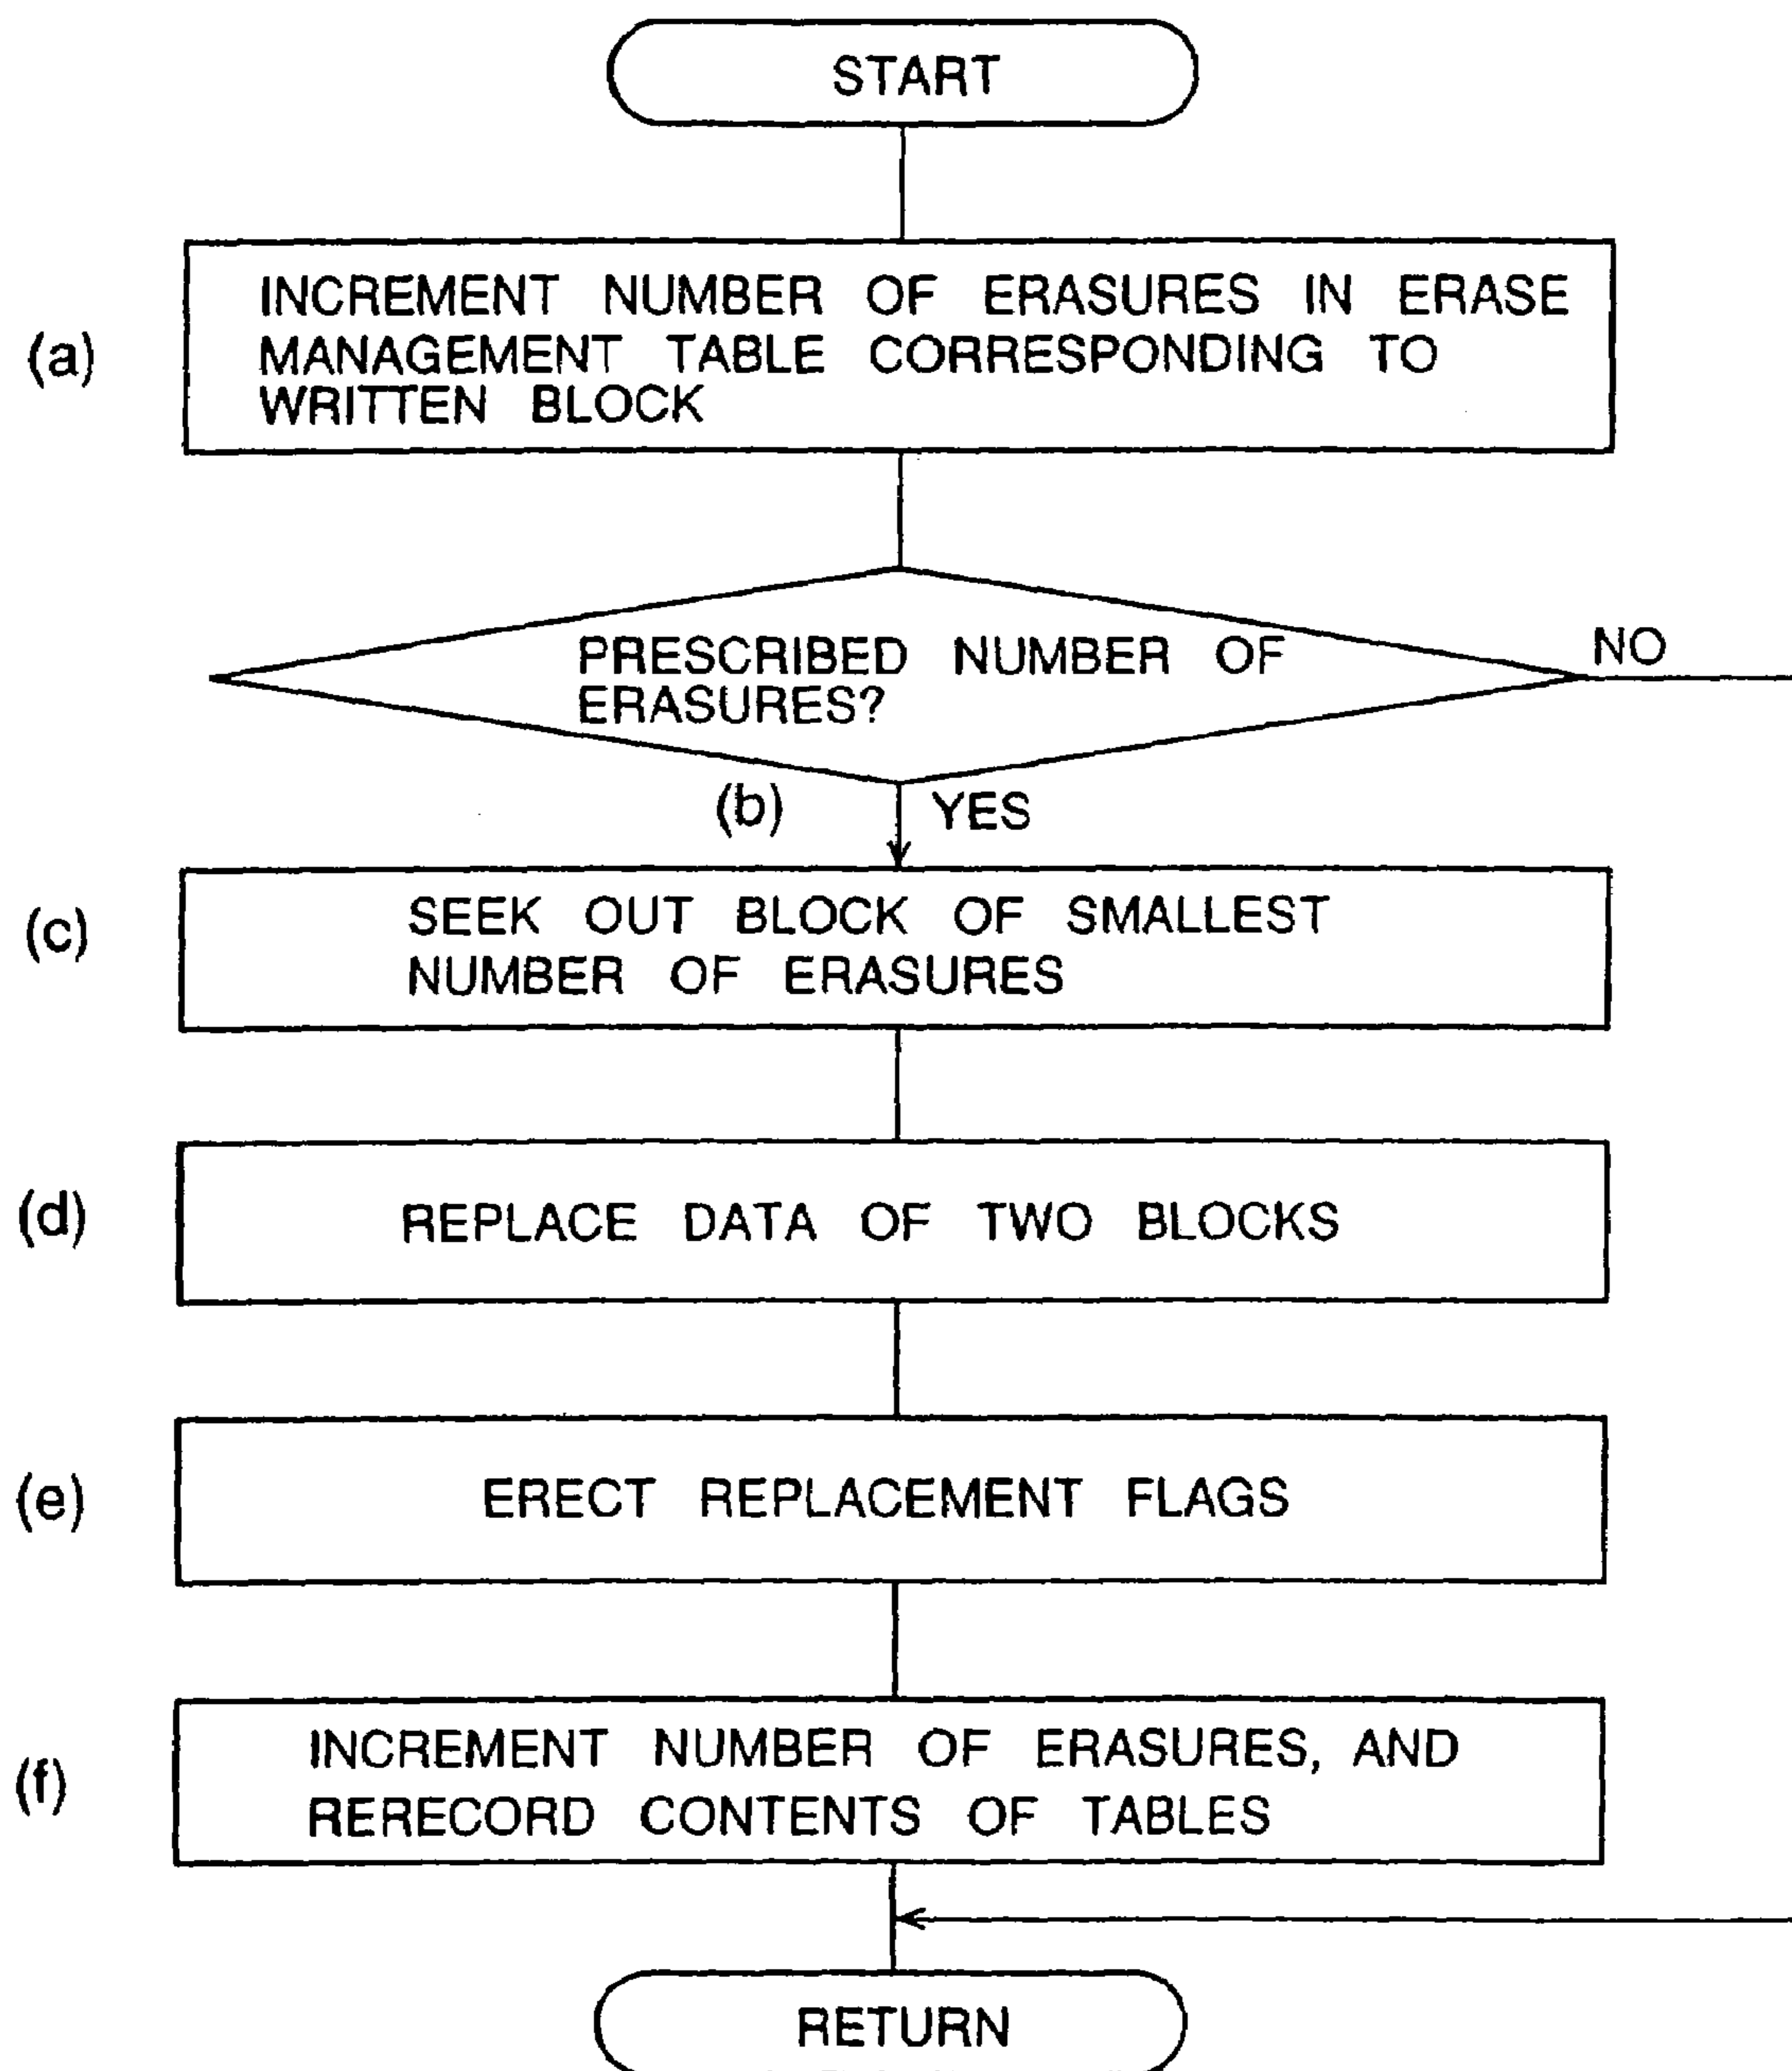 START
(a)
INCREMENT NUMBER OF ERASURES IN ERASE
MANAGEMENT TABLE CORRESPONDING TO
WRITTEN BLOCK
PRESCRIBED NUMBER OF
ERASURES?
NO
(b)
YES
(c)
SEEK OUT BLOCK OF SMALLEST
NUMBER OF ERASURES
(d)
REPLACE DATA OF TWO BLOCKS
(e)
ERECT REPLACEMENT FLAGS
(f)
INCREMENT NUMBER OF ERASURES, AND
RERECORD CONTENTS OF TABLES
RETURN